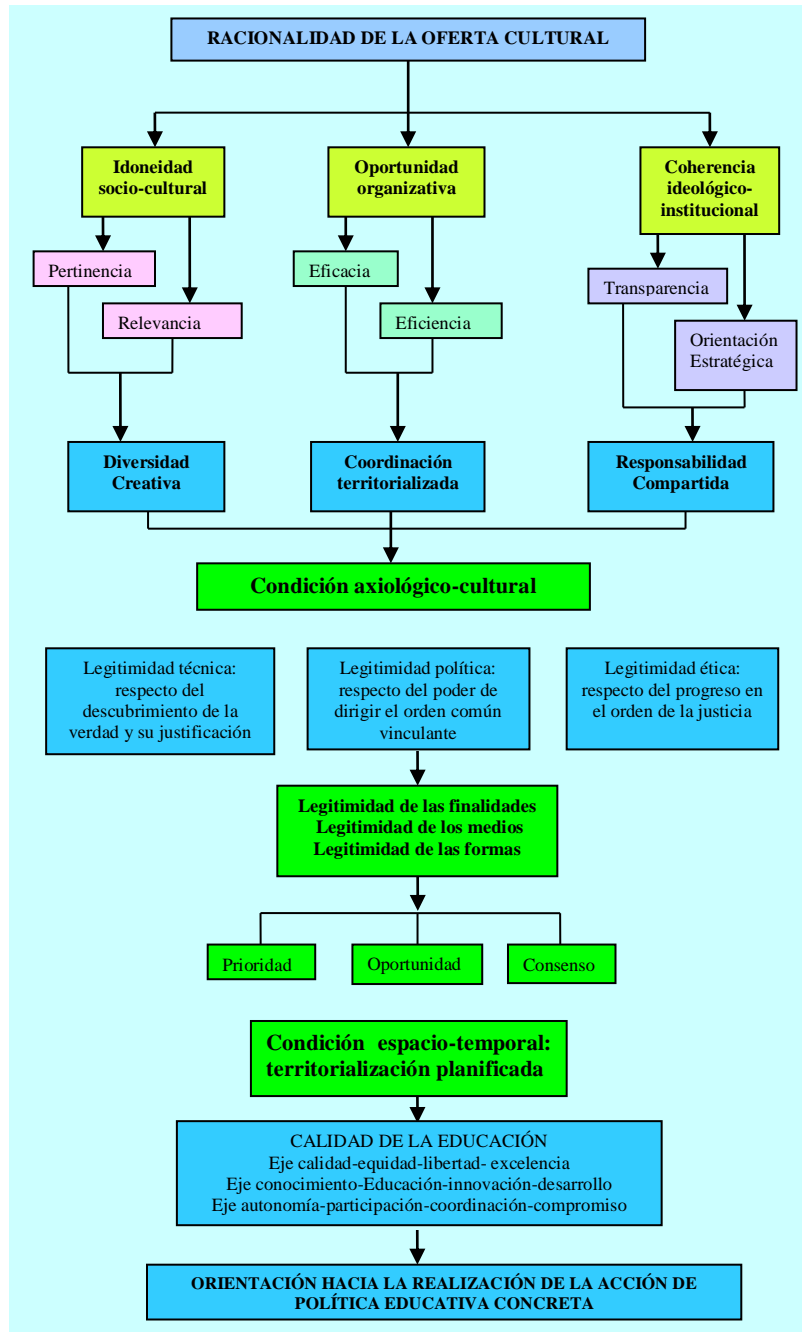 RACIONALIDAD DE LA OFERTA CULTURAL
Idoneidad
socio-cultural
Oportunidad
organizativa
Coherencia
ideológico-
institucional
Pertinencia
Relevancia
Eficacia
Eficiencia
Transparencia
Orientación
Estratégica
Diversidad
Creativa
Coordinación
territorializada
Responsabilidad
Compartida
Condición axiológico-cultural
Legitimidad técnica:
respecto del
descubrimiento de la
verdad y su justificación
Legitimidad política:
respecto del poder de
dirigir el orden común
vinculante
Legitimidad ética:
respecto del progreso en
el orden de la justicia
Legitimidad de las finalidades
Legitimidad de los medios
Legitimidad de las formas
Prioridad
Oportunidad
Consenso
Condición espacio-temporal:
territorialización planificada
CALIDAD DE LA EDUCACIÓN
Eje calidad-equidad-libertad- excelencia
Eje conocimiento-Educación-innovación-desarrollo
Eje autonomía-participación-coordinación-compromiso
ORIENTACIÓN HACIA LA REALIZACIÓN DE LA ACCIÓN DE
POLÍTICA EDUCATIVA CONCRETA